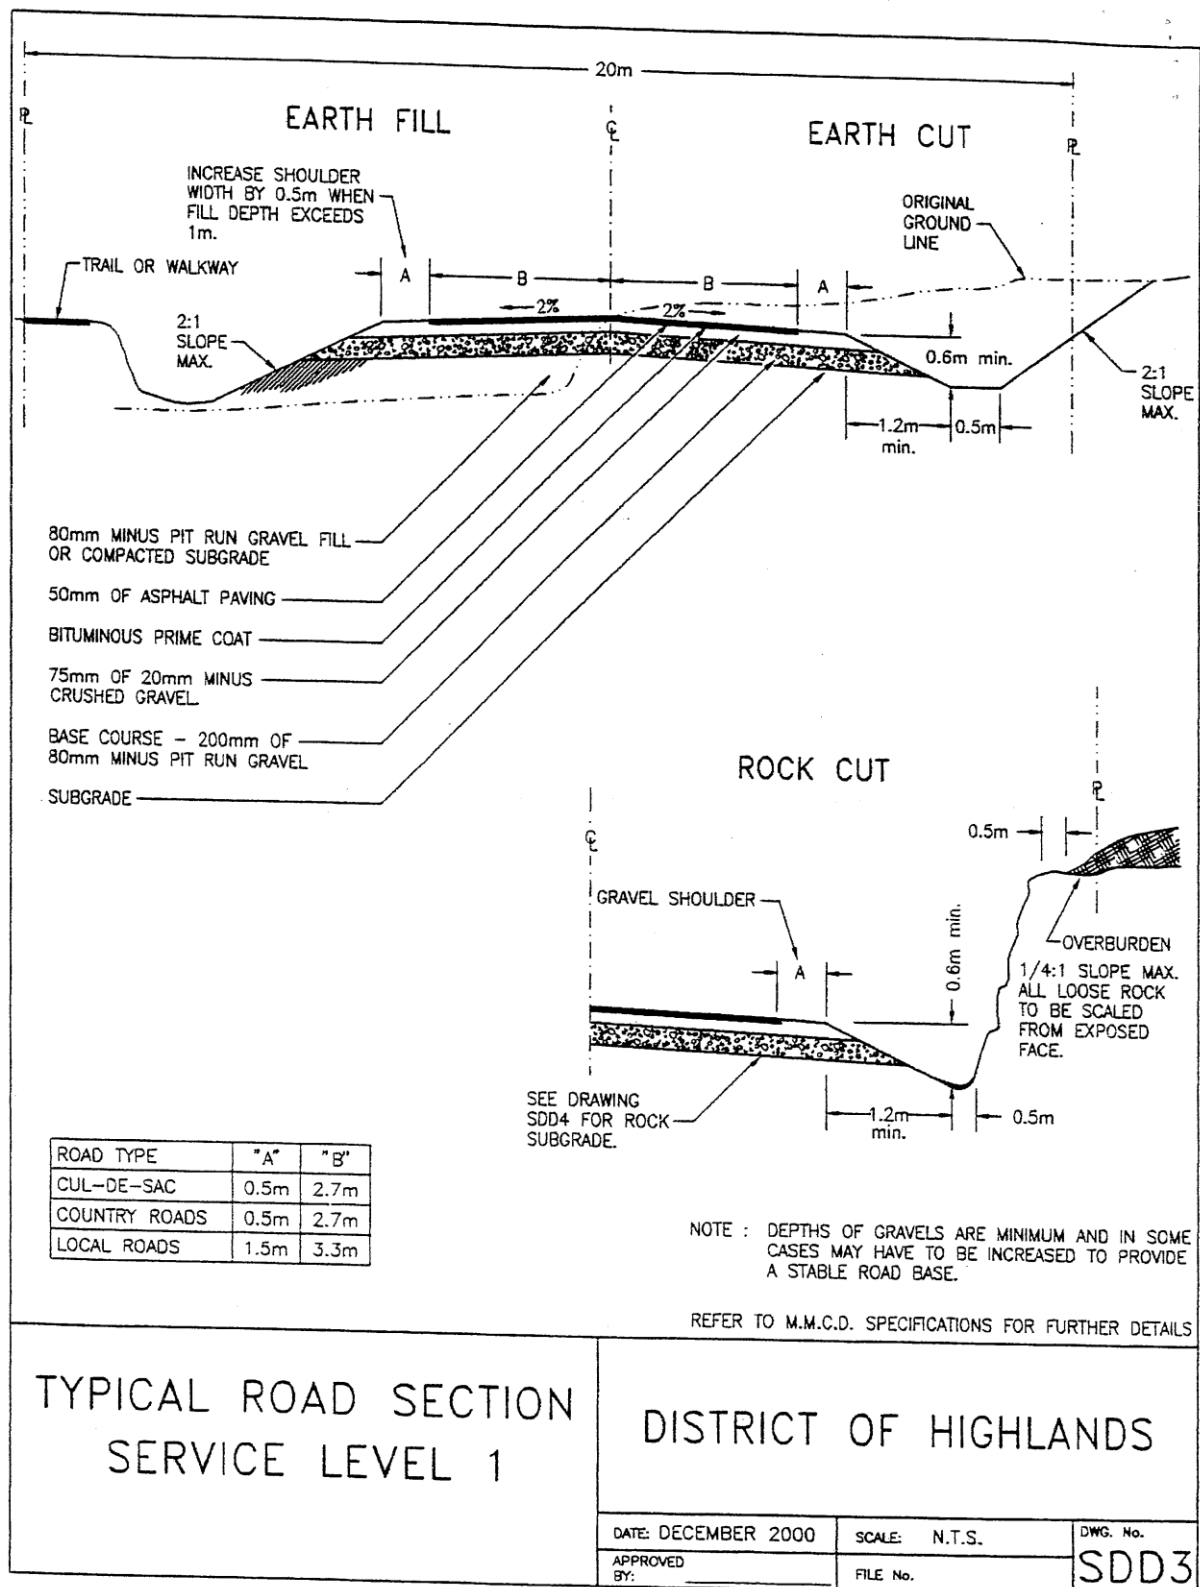 20m
EARTH FILL
EARTH CUT
INCREASE SHOULDER
WIDTH BY 0.5m WHEN
FILL DEPTH EXCEEDS
1m.
ORIGINAL
GROUND
LINE
TRAIL OR WALKWAY
A
B
B
A
2%
2%
2:1
SLOPE
MAX.
0.6m min.
2:1
SLOPE
MAX.
1.2m
min.
0.5m
80mm MINUS PIT RUN GRAVEL FILL
OR COMPACTED SUBGRADE
50mm OF ASPHALT PAVING
BITUMINOUS PRIME COAT
75mm OF 20mm MINUS
CRUSHED GRAVEL
BASE COURSE - 200mm OF
80mm MINUS PIT RUN GRAVEL
SUBGRADE
ROCK CUT
0.5m
GRAVEL SHOULDER
A
0.6m min.
OVERBURDEN
1/4:1 SLOPE MAX.
ALL LOOSE ROCK
TO BE SCALED
FROM EXPOSED
FACE.
SEE DRAWING
SDD4 FOR ROCK
SUBGRADE.
1.2m
min.
0.5m
ROAD TYPE "A" "B"
CUL-DE-SAC 0.5m 2.7m
COUNTRY ROADS 0.5m 2.7m
LOCAL ROADS 1.5m 3.3m
NOTE : DEPTHS OF GRAVELS ARE MINIMUM AND IN SOME
CASES MAY HAVE TO BE INCREASED TO PROVIDE
A STABLE ROAD BASE.
REFER TO M.M.C.D. SPECIFICATIONS FOR FURTHER DETAILS
TYPICAL ROAD SECTION
SERVICE LEVEL 1
DISTRICT OF HIGHLANDS
DATE: DECEMBER 2000
SCALE: N.T.S.
DWG. No.
SDD3
APPROVED
BY:
FILE No.